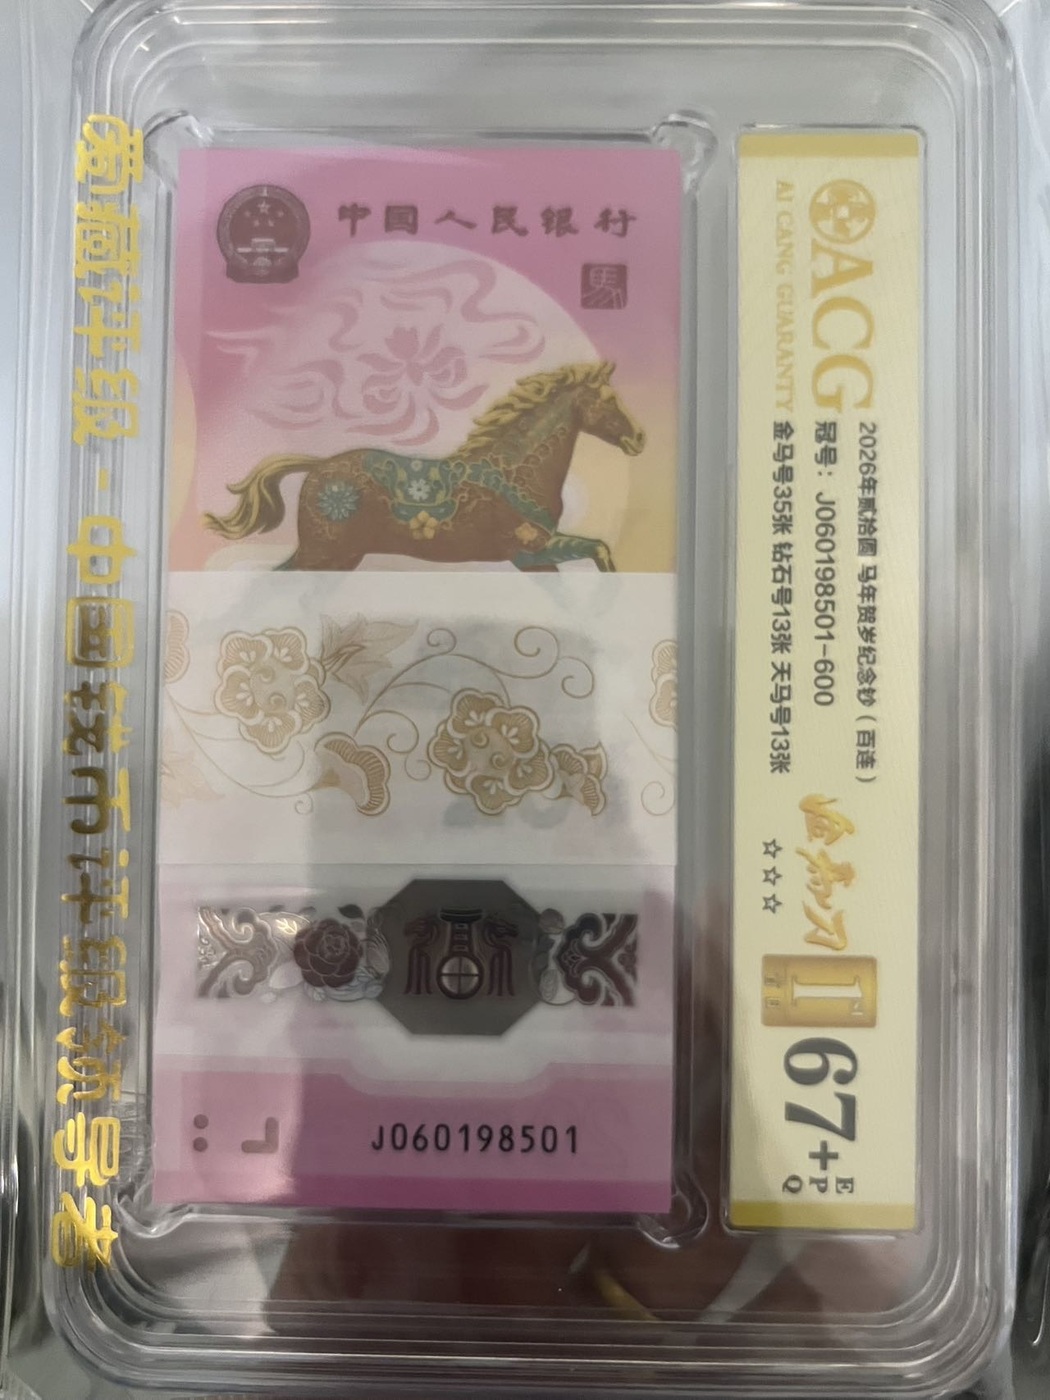 爱藏评级 - 中国钱币评级统号者
中国人民银行
馬
J060198501
ACG
AI CANG GUARANTY
2026年贰拾圆 马年贺岁纪念钞（百连）
冠号：J060198501-600
金马号35张 钻石号13张 天马号13张
☆☆☆
67+
EPQ